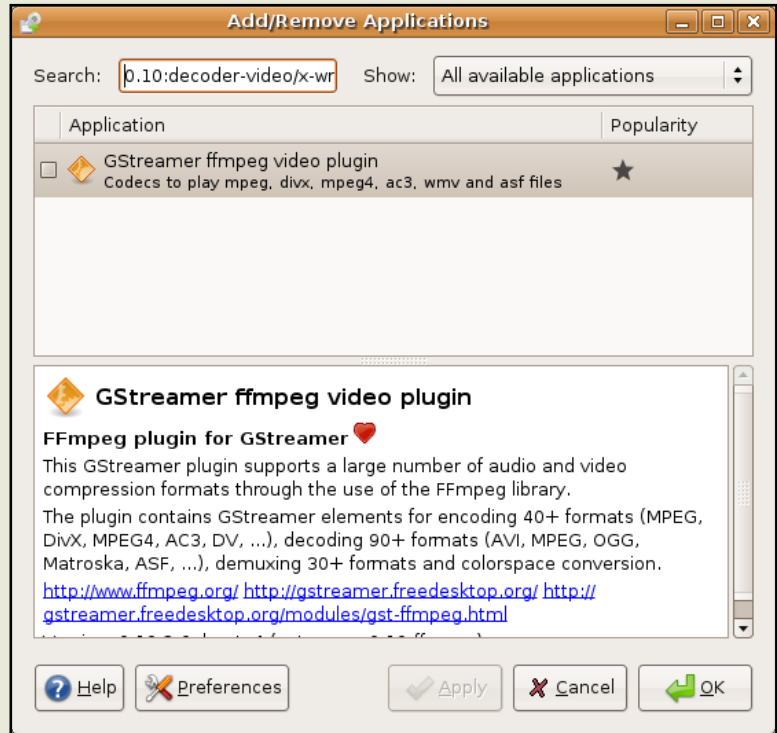 Add/Remove Applications
Search: 0.10:decoder-video/x-wr Show: All available applications
Application Popularity
GStreamer ffmpeg video plugin
Codecs to play mpeg, divx, mpeg4, ac3, wmv and asf files
GStreamer ffmpeg video plugin
FFmpeg plugin for GStreamer
This GStreamer plugin supports a large number of audio and video
compression formats through the use of the FFmpeg library.
The plugin contains GStreamer elements for encoding 40+ formats (MPEG,
DivX, MPEG4, AC3, DV, ...), decoding 90+ formats (AVI, MPEG, OGG,
Matroska, ASF, ...), demuxing 30+ formats and colorspace conversion.
http://www.ffmpeg.org/ http://gstreamer.freedesktop.org/ http://
gstreamer.freedesktop.org/modules/gst-ffmpeg.html
Help Preferences Apply Cancel OK